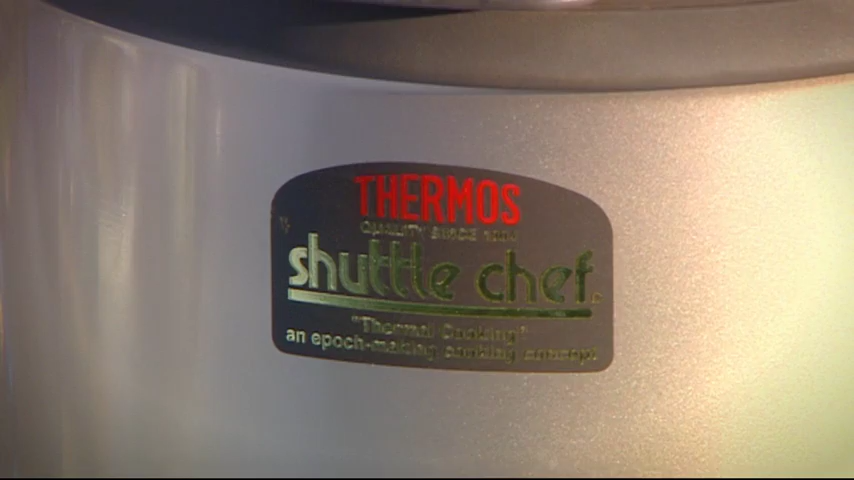 THERMOS
QUALITY SINCE 1904
shuttle chef
"Thermal Cooking"
an epoch-making cooking concept